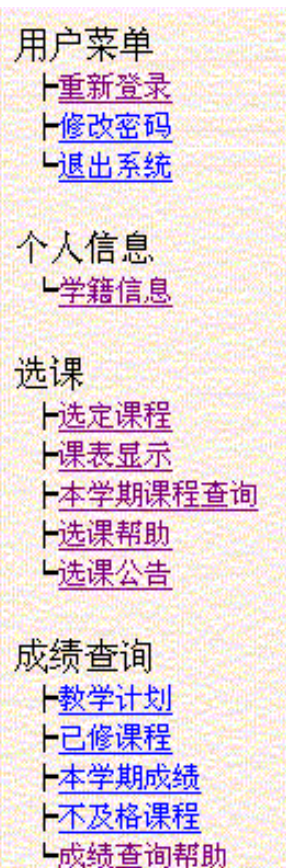 用户菜单
重新登录
修改密码
退出系统
个人信息
学籍信息
选课
选定课程
课表显示
本学期课程查询
选课帮助
选课公告
成绩查询
教学计划
已修课程
本学期成绩
不及格课程
成绩查询帮助